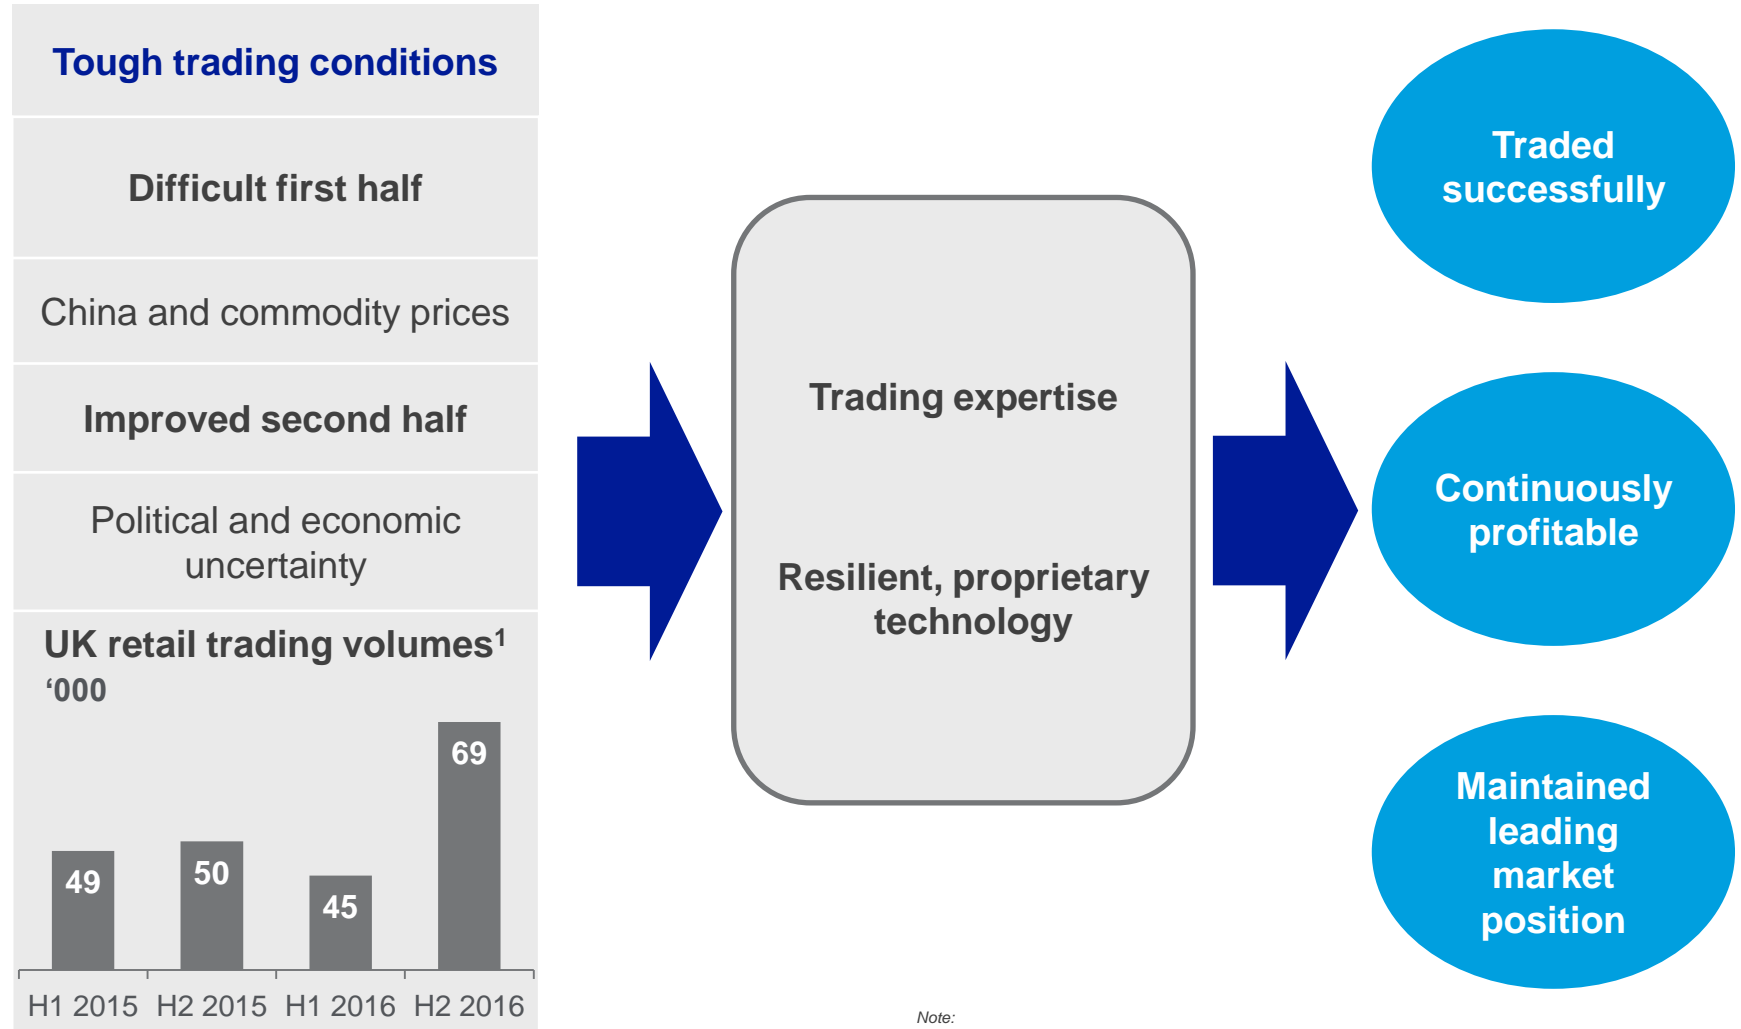 Tough trading conditions
Difficult first half
China and commodity prices
Improved second half
Political and economic
uncertainty
UK retail trading volumes¹
‘000
49
50
45
69
H1 2015
H2 2015
H1 2016
H2 2016
Trading expertise
Resilient, proprietary
technology
Traded
successfully
Continuously
profitable
Maintained
leading
market
position
Note: